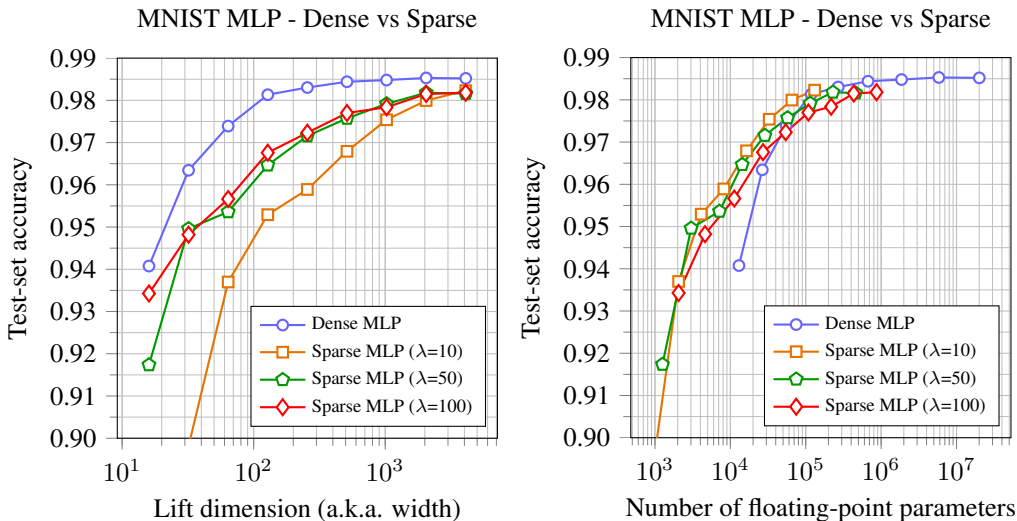 MNIST MLP - Dense vs Sparse
0.99
0.98
0.97
0.96
0.95
0.94
0.93
0.92
0.91
0.90
Test-set accuracy
Dense MLP
Sparse MLP (λ=10)
Sparse MLP (λ=50)
Sparse MLP (λ=100)
10¹
10²
10³
Lift dimension (a.k.a. width)
MNIST MLP - Dense vs Sparse
0.99
0.98
0.97
0.96
0.95
0.94
0.93
0.92
0.91
0.90
Test-set accuracy
Dense MLP
Sparse MLP (λ=10)
Sparse MLP (λ=50)
Sparse MLP (λ=100)
10³
10⁴
10⁵
10⁶
10⁷
Number of floating-point parameters